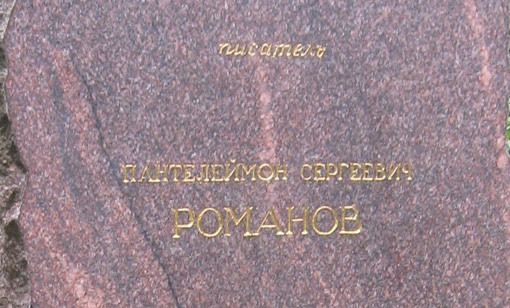 писатель
ПАНТЕЛЕЙМОН СЕРГЕЕВИЧ
РОМАНОВ